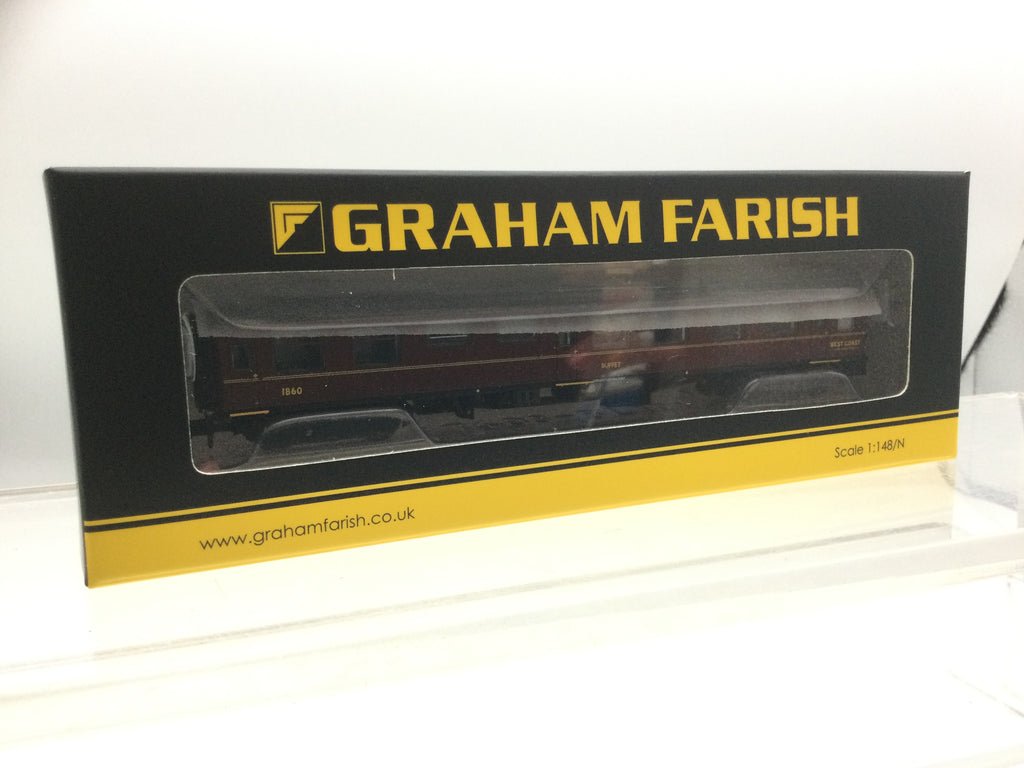 GRAHAM FARISH
1860
BUFFET
WEST COAST
Scale 1:148/N
www.grahamfarish.co.uk